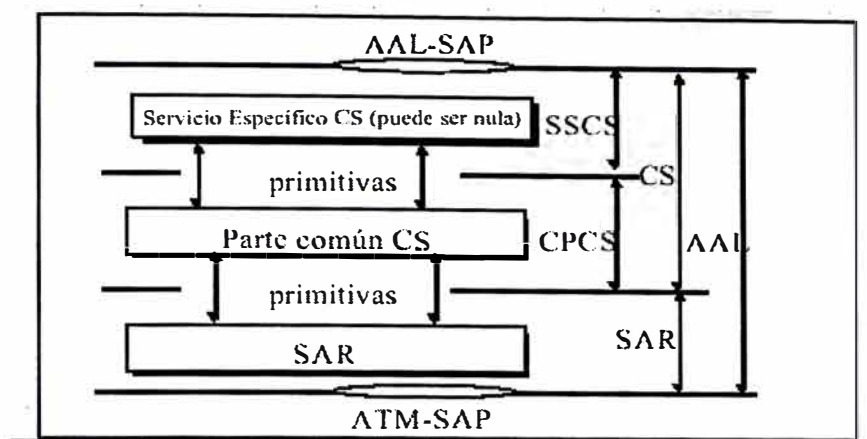 AAL-SAP
Servicio Específico CS (puede ser nula)
SSCS
CS
primitivas
Parte común CS
CPCS
AAL
primitivas
SAR
SAR
ATM-SAP